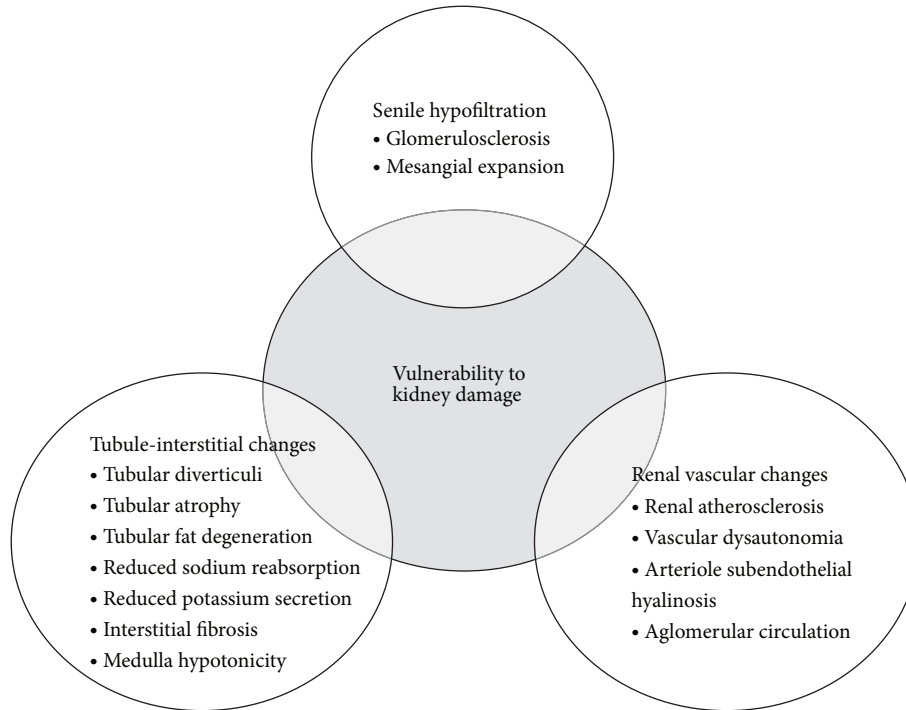 Senile hypofiltration
• Glomerulosclerosis
• Mesangial expansion
Vulnerability to
kidney damage
Tubule-interstitial changes
• Tubular diverticuli
• Tubular atrophy
• Tubular fat degeneration
• Reduced sodium reabsorption
• Reduced potassium secretion
• Interstitial fibrosis
• Medulla hypotonicity
Renal vascular changes
• Renal atherosclerosis
• Vascular dysautonomia
• Arteriole subendothelial
hyalinosis
• Aglomerular circulation